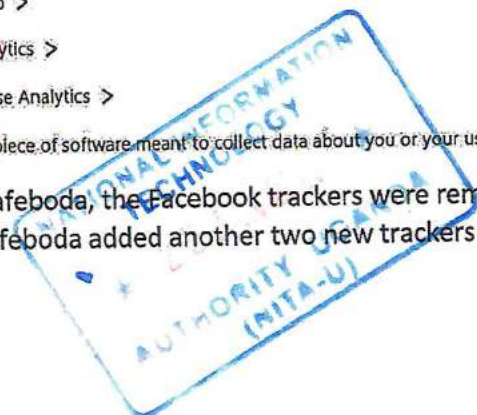 ytics >
se Analytics >
piece of software meant to collect data about you or your us
afeboda, the Facebook trackers were rem
feboda added another two new trackers
NATIONAL INFORMATION
TECHNOLOGY
AUTHORITY UGANDA
(NITA-U)